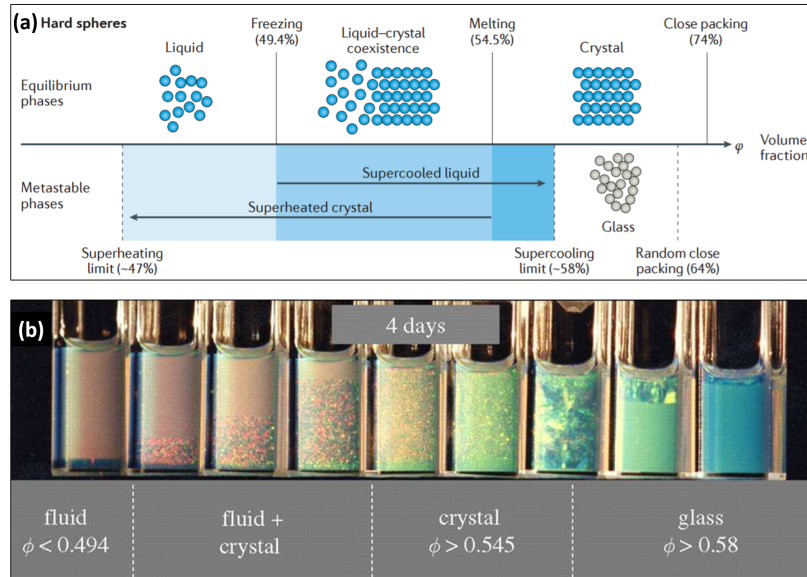 (a) Hard spheres
Freezing
(49.4%)
Liquid–crystal
coexistence
Melting
(54.5%)
Close packing
(74%)
Liquid
Crystal
Equilibrium
phases
φ
Volume
fraction
Metastable
phases
Supercooled liquid
Superheated crystal
Glass
Superheating
limit (~47%)
Supercooling
limit (~58%)
Random close
packing (64%)
(b)
4 days
fluid
ϕ < 0.494
fluid +
crystal
crystal
ϕ > 0.545
glass
ϕ > 0.58